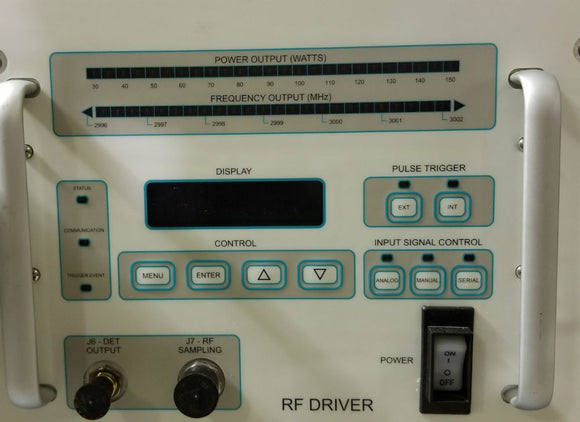 POWER OUTPUT (WATTS)
30 40 50 60 70 80 90 100 110 120 130 140 150
FREQUENCY OUTPUT (MHz)
2996 2997 2998 2999 3000 3001 3002
STATUS
COMMUNICATION
TRIGGER EVENT
DISPLAY
PULSE TRIGGER
EXT INT
CONTROL
MENU ENTER
INPUT SIGNAL CONTROL
ANALOG MANUAL SERIAL
J6 - DET
OUTPUT
J7 - RF
SAMPLING
POWER
ON
I
O
OFF
RF DRIVER